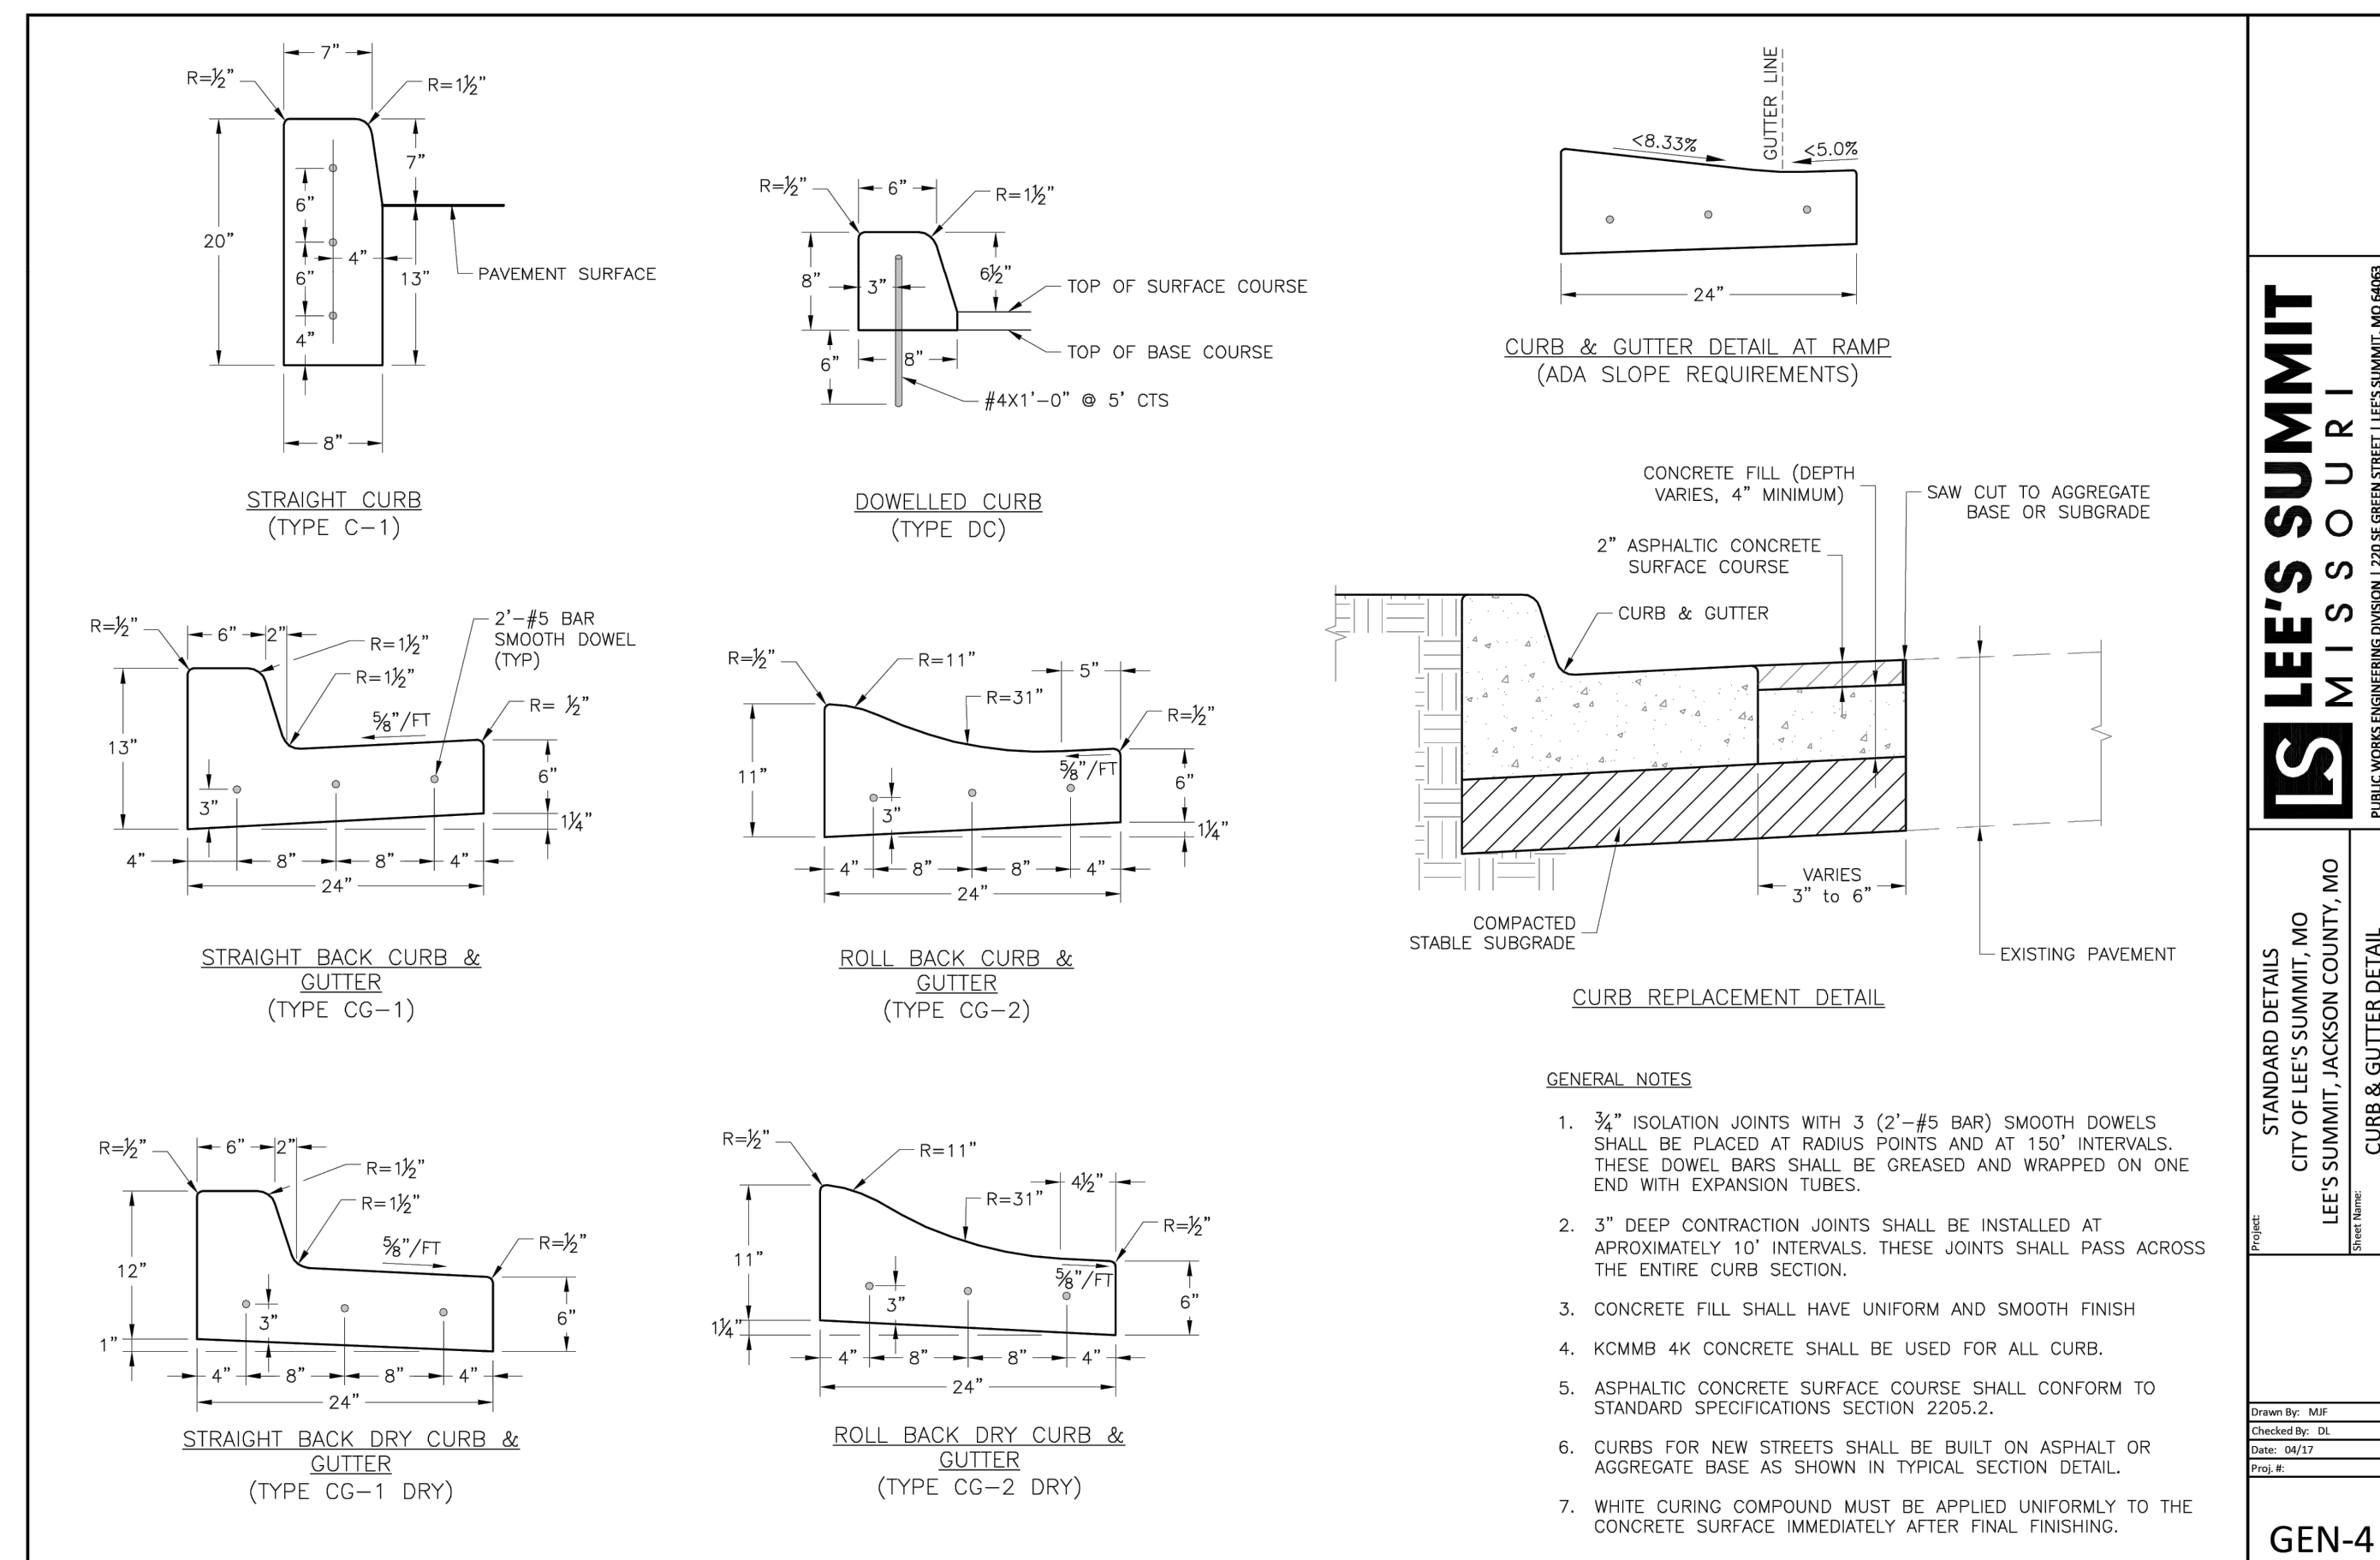 7"
R=½"
R=1½"
7"
6"
20"
4"
6"
13"
PAVEMENT SURFACE
4"
8"
STRAIGHT CURB
(TYPE C-1)
R=½"
6"
R=1½"
8"
3"
6½"
TOP OF SURFACE COURSE
6"
8"
TOP OF BASE COURSE
#4X1'-0" @ 5' CTS
DOWELLED CURB
(TYPE DC)
GUTTER LINE
<8.33%
<5.0%
24"
CURB & GUTTER DETAIL AT RAMP
(ADA SLOPE REQUIREMENTS)
R=½"
6"
2"
R=1½"
R=1½"
2'-#5 BAR
SMOOTH DOWEL
(TYP)
R= ½"
⅝"/FT
13"
6"
3"
1¼"
4"
8"
8"
4"
24"
STRAIGHT BACK CURB &
GUTTER
(TYPE CG-1)
R=½"
R=11"
R=31"
5"
R=½"
⅝"/FT
11"
6"
3"
1¼"
4"
8"
8"
4"
24"
ROLL BACK CURB &
GUTTER
(TYPE CG-2)
CONCRETE FILL (DEPTH
VARIES, 4" MINIMUM)
SAW CUT TO AGGREGATE
BASE OR SUBGRADE
2" ASPHALTIC CONCRETE
SURFACE COURSE
CURB & GUTTER
VARIES
3" to 6"
COMPACTED
STABLE SUBGRADE
EXISTING PAVEMENT
CURB REPLACEMENT DETAIL
R=½"
6"
2"
R=1½"
R=1½"
⅝"/FT
R=½"
12"
6"
3"
1"
4"
8"
8"
4"
24"
STRAIGHT BACK DRY CURB &
GUTTER
(TYPE CG-1 DRY)
R=½"
R=11"
R=31"
4½"
R=½"
⅝"/FT
11"
6"
3"
1¼"
4"
8"
8"
4"
24"
ROLL BACK DRY CURB &
GUTTER
(TYPE CG-2 DRY)
GENERAL NOTES
1. ¾" ISOLATION JOINTS WITH 3 (2'-#5 BAR) SMOOTH DOWELS
SHALL BE PLACED AT RADIUS POINTS AND AT 150' INTERVALS.
THESE DOWEL BARS SHALL BE GREASED AND WRAPPED ON ONE
END WITH EXPANSION TUBES.
2. 3" DEEP CONTRACTION JOINTS SHALL BE INSTALLED AT
APROXIMATELY 10' INTERVALS. THESE JOINTS SHALL PASS ACROSS
THE ENTIRE CURB SECTION.
3. CONCRETE FILL SHALL HAVE UNIFORM AND SMOOTH FINISH
4. KCMMB 4K CONCRETE SHALL BE USED FOR ALL CURB.
5. ASPHALTIC CONCRETE SURFACE COURSE SHALL CONFORM TO
STANDARD SPECIFICATIONS SECTION 2205.2.
6. CURBS FOR NEW STREETS SHALL BE BUILT ON ASPHALT OR
AGGREGATE BASE AS SHOWN IN TYPICAL SECTION DETAIL.
7. WHITE CURING COMPOUND MUST BE APPLIED UNIFORMLY TO THE
CONCRETE SURFACE IMMEDIATELY AFTER FINAL FINISHING.
LS LEE'S SUMMIT
MISSOURI
PUBLIC WORKS ENGINEERING DIVISION | 220 SE GREEN STREET | LEE'S SUMMIT, MO 64063
Project:
STANDARD DETAILS
CITY OF LEE'S SUMMIT, MO
LEE'S SUMMIT, JACKSON COUNTY, MO
Sheet Name:
CURB & GUTTER DETAIL
Drawn By: MJF
Checked By: DL
Date: 04/17
Proj. #:
GEN-4